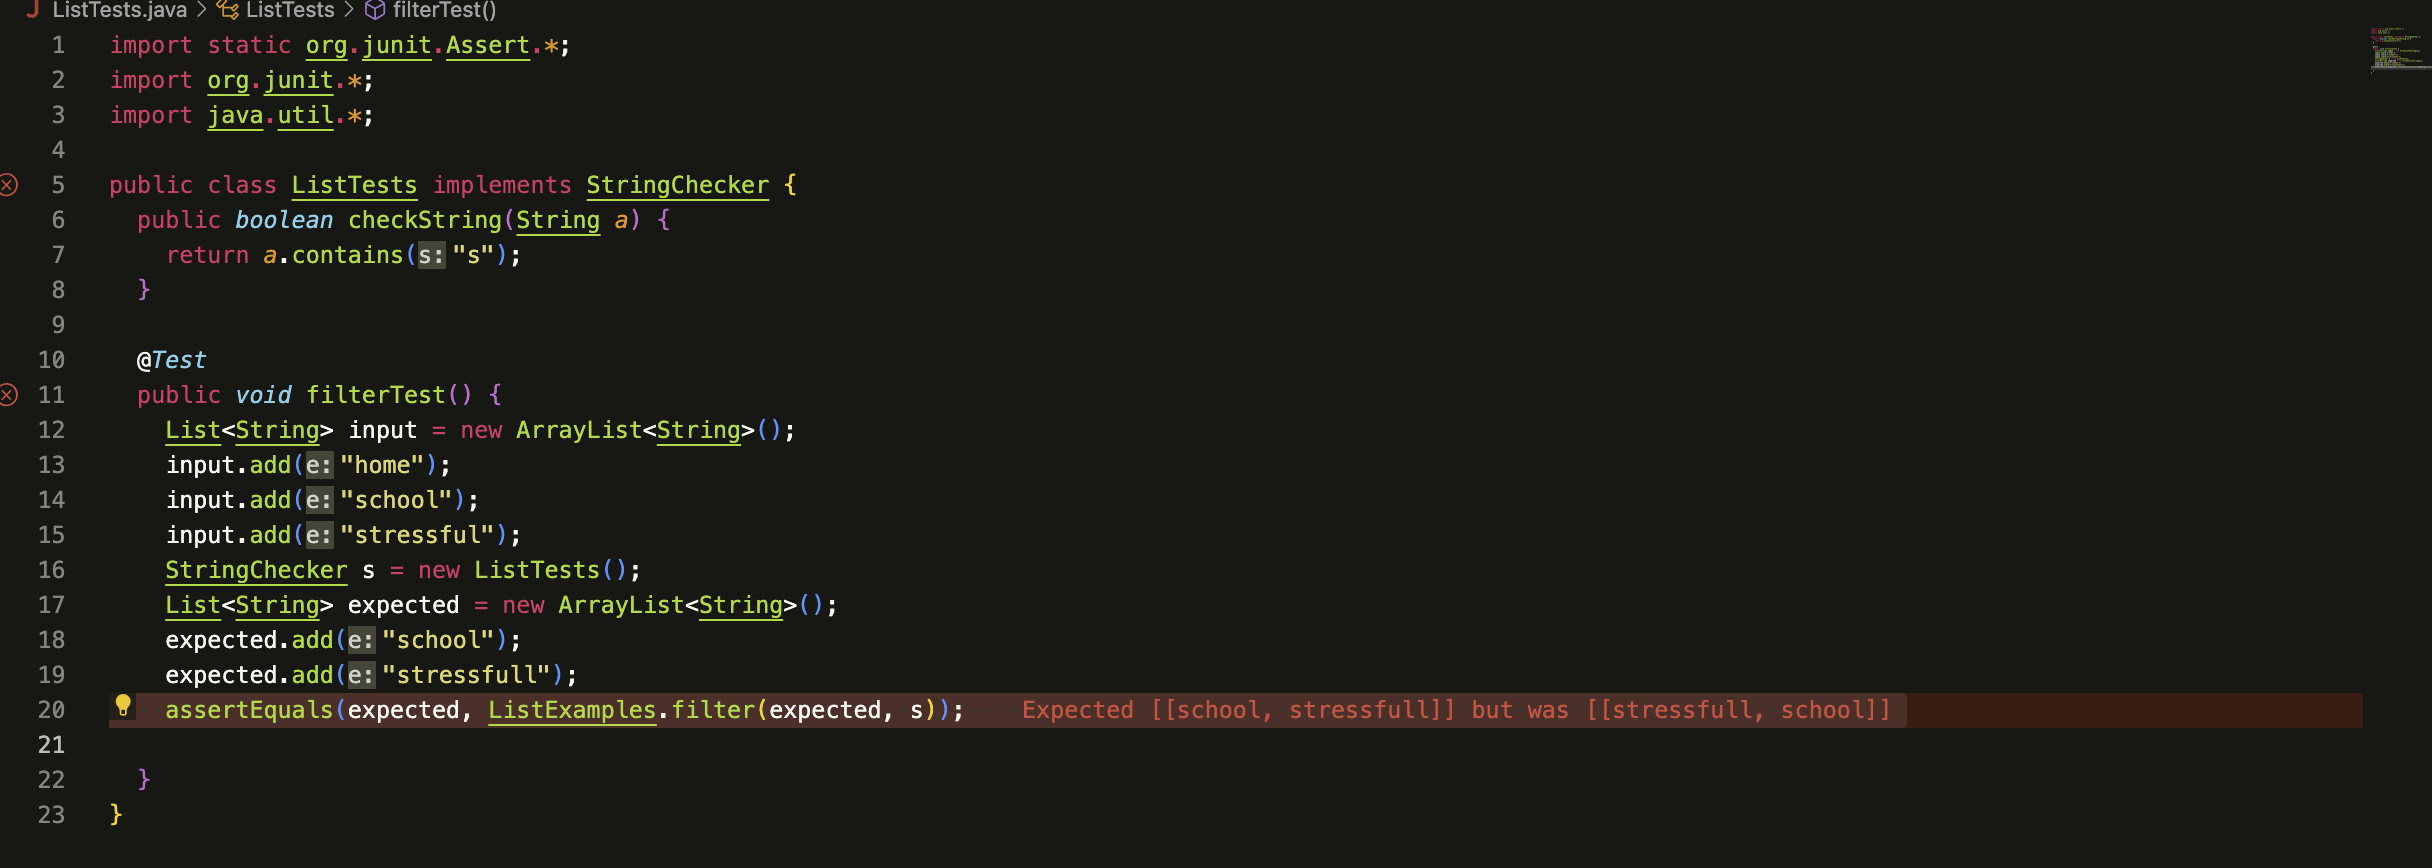 ListTests.java > ListTests > filterTest()
1 import static org.junit.Assert.*;
2 import org.junit.*;
3 import java.util.*;
4
5 public class ListTests implements StringChecker {
6 public boolean checkString(String a) {
7 return a.contains(s: "s");
8 }
9
10 @Test
11 public void filterTest() {
12 List<String> input = new ArrayList<String>();
13 input.add(e: "home");
14 input.add(e: "school");
15 input.add(e: "stressful");
16 StringChecker s = new ListTests();
17 List<String> expected = new ArrayList<String>();
18 expected.add(e: "school");
19 expected.add(e: "stressfull");
20 assertEquals(expected, ListExamples.filter(expected, s)); Expected [[school, stressfull]] but was [[stressfull, school]]
21
22 }
23 }